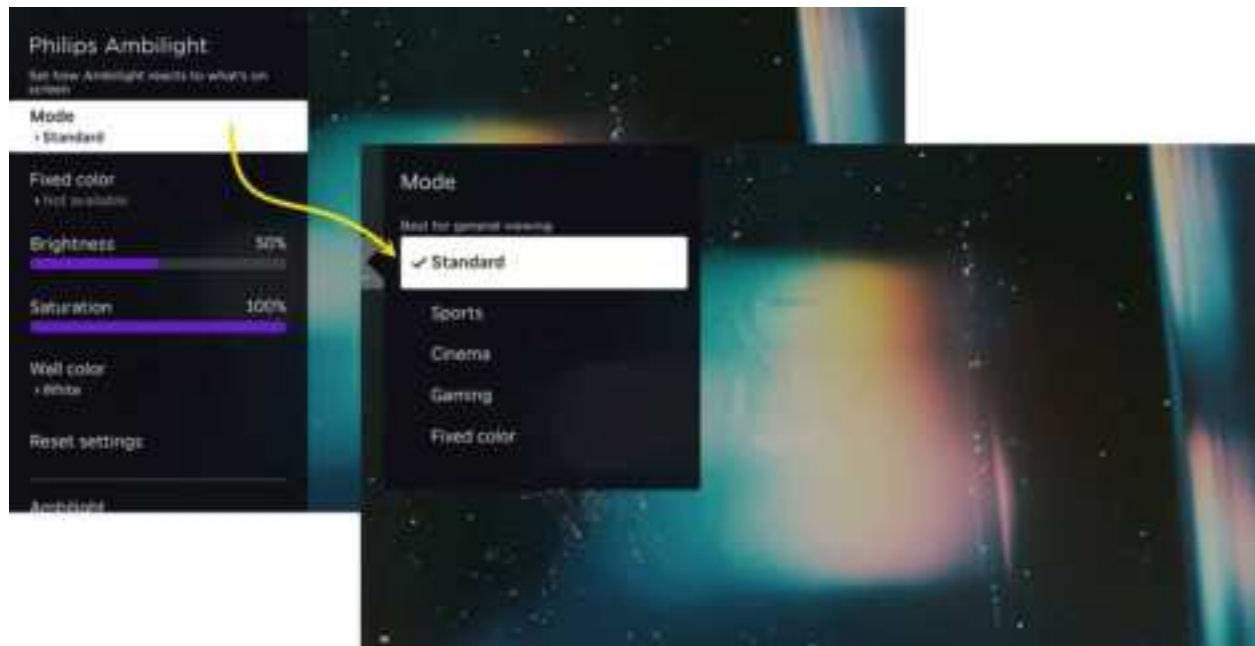 Philips Ambilight
Set how Ambilight reacts to what's on
screen
Mode
› Standard
Fixed color
› Not available
Brightness 50%
Saturation 100%
Wall color
› White
Reset settings
Ambilight
Mode
Best for general viewing
✓ Standard
Sports
Cinema
Gaming
Fixed color